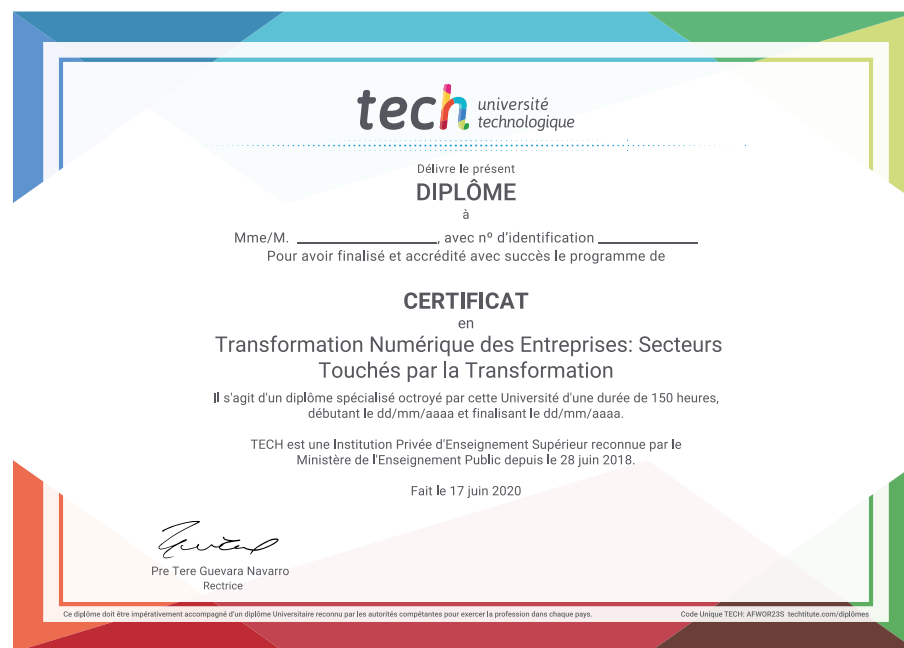 tech université
technologique
Délivre le présent
DIPLÔME
à
Mme/M. ____________, avec nº d'identification ____________
Pour avoir finalisé et accrédité avec succès le programme de
CERTIFICAT
en
Transformation Numérique des Entreprises: Secteurs
Touchés par la Transformation
Il s'agit d'un diplôme spécialisé octroyé par cette Université d'une durée de 150 heures,
débutant le dd/mm/aaaa et finalisant le dd/mm/aaaa.
TECH est une Institution Privée d'Enseignement Supérieur reconnue par le
Ministère de l'Enseignement Public depuis le 28 juin 2018.
Fait le 17 juin 2020
Pre Tere Guevara Navarro
Rectrice
Ce diplôme doit être impérativement accompagné d'un diplôme Universitaire reconnu par les autorités compétantes pour exercer la profession dans chaque pays.
Code Unique TECH: AFWOR23S techtitute.com/diplômes